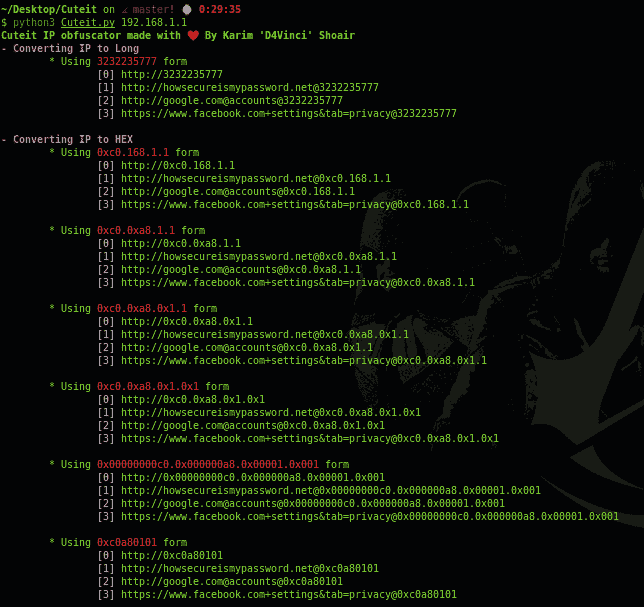 ~/Desktop/Cuteit on master! 0:29:35
$ python3 Cuteit.py 192.168.1.1
Cuteit IP obfuscator made with ❤ By Karim 'D4Vinci' Shoair
- Converting IP to Long
* Using 3232235777 form
[0] http://3232235777
[1] http://howsecureismypassword.net@3232235777
[2] http://google.com@accounts@3232235777
[3] https://www.facebook.com+settings&tab=privacy@3232235777
- Converting IP to HEX
* Using 0xc0.168.1.1 form
[0] http://0xc0.168.1.1
[1] http://howsecureismypassword.net@0xc0.168.1.1
[2] http://google.com@accounts@0xc0.168.1.1
[3] https://www.facebook.com+settings&tab=privacy@0xc0.168.1.1
* Using 0xc0.0xa8.1.1 form
[0] http://0xc0.0xa8.1.1
[1] http://howsecureismypassword.net@0xc0.0xa8.1.1
[2] http://google.com@accounts@0xc0.0xa8.1.1
[3] https://www.facebook.com+settings&tab=privacy@0xc0.0xa8.1.1
* Using 0xc0.0xa8.0x1.1 form
[0] http://0xc0.0xa8.0x1.1
[1] http://howsecureismypassword.net@0xc0.0xa8.0x1.1
[2] http://google.com@accounts@0xc0.0xa8.0x1.1
[3] https://www.facebook.com+settings&tab=privacy@0xc0.0xa8.0x1.1
* Using 0xc0.0xa8.0x1.0x1 form
[0] http://0xc0.0xa8.0x1.0x1
[1] http://howsecureismypassword.net@0xc0.0xa8.0x1.0x1
[2] http://google.com@accounts@0xc0.0xa8.0x1.0x1
[3] https://www.facebook.com+settings&tab=privacy@0xc0.0xa8.0x1.0x1
* Using 0x00000000c0.0x000000a8.0x00001.0x001 form
[0] http://0x00000000c0.0x000000a8.0x00001.0x001
[1] http://howsecureismypassword.net@0x00000000c0.0x000000a8.0x00001.0x001
[2] http://google.com@accounts@0x00000000c0.0x000000a8.0x00001.0x001
[3] https://www.facebook.com+settings&tab=privacy@0x00000000c0.0x000000a8.0x00001.0x001
* Using 0xc0a80101 form
[0] http://0xc0a80101
[1] http://howsecureismypassword.net@0xc0a80101
[2] http://google.com@accounts@0xc0a80101
[3] https://www.facebook.com+settings&tab=privacy@0xc0a80101